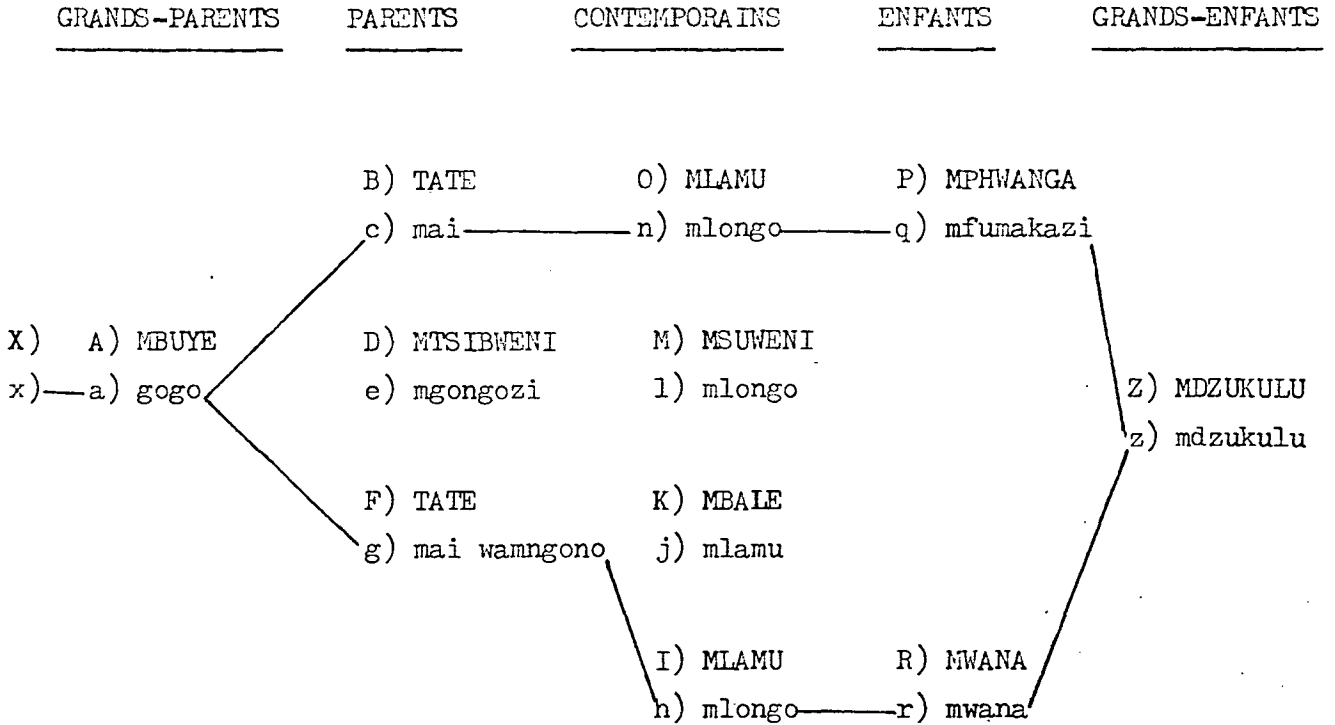 GRANDS-PARENTS PARENTS CONTEMPORAINS ENFANTS GRANDS-ENFANTS
B) TATE O) MLAMU P) MPHWANGA
c) mai n) mlongo q) mfumakazi
X) A) MBUYE D) MTSIBWENI M) MSUWENI
x) a) gogo e) mgongozi l) mlongo Z) MDZUKULU
z) mdzukulu
F) TATE K) MBALE
g) mai wamngono j) mlamu
I) MLAMU R) MWANA
h) mlongo r) mwana